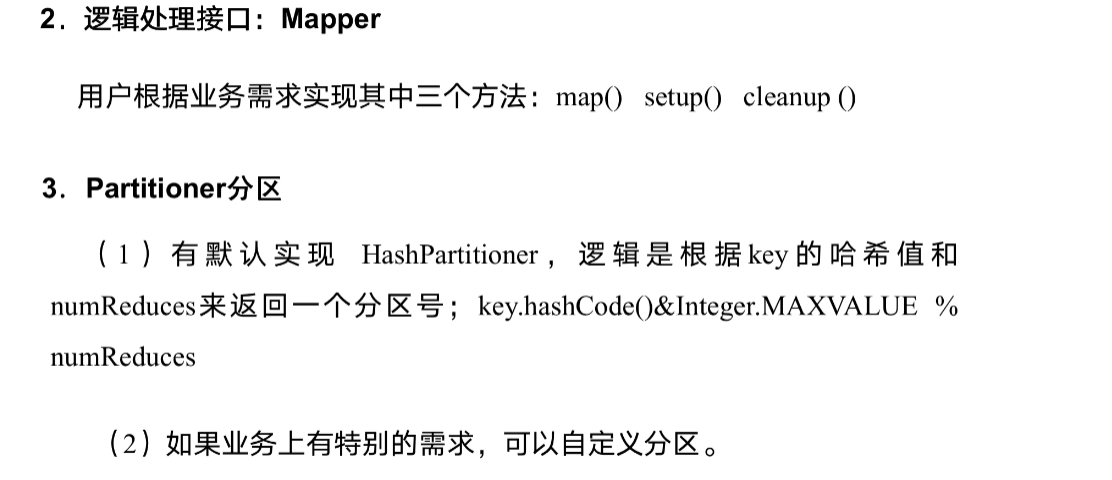 2．逻辑处理接口：Mapper
用户根据业务需求实现其中三个方法：map() setup() cleanup ()
3．Partitioner分区
（1）有默认实现 HashPartitioner，逻辑是根据key的哈希值和
numReduces来返回一个分区号；key.hashCode()&Integer.MAXVALUE %
numReduces
（2）如果业务上有特别的需求，可以自定义分区。